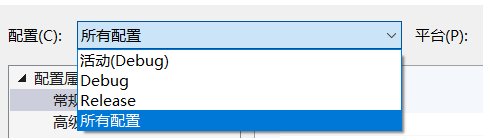 配置(C): 所有配置 平台(P):
活动(Debug)
Debug
Release
所有配置
配置属
常规
高级